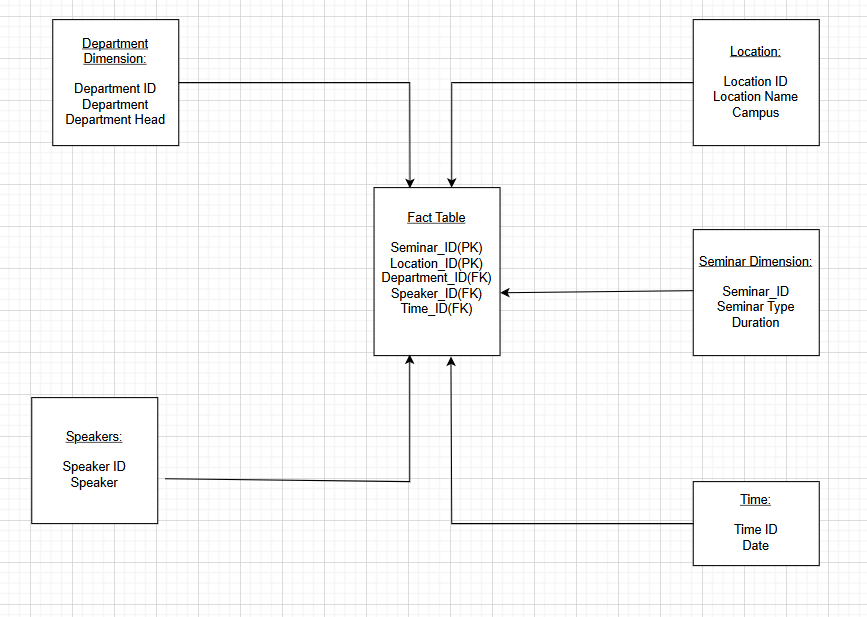 Department
Dimension:
Department ID
Department
Department Head
Location:
Location ID
Location Name
Campus
Fact Table
Seminar_ID(PK)
Location_ID(PK)
Department_ID(FK)
Speaker_ID(FK)
Time_ID(FK)
Seminar Dimension:
Seminar_ID
Seminar Type
Duration
Speakers:
Speaker ID
Speaker
Time:
Time ID
Date